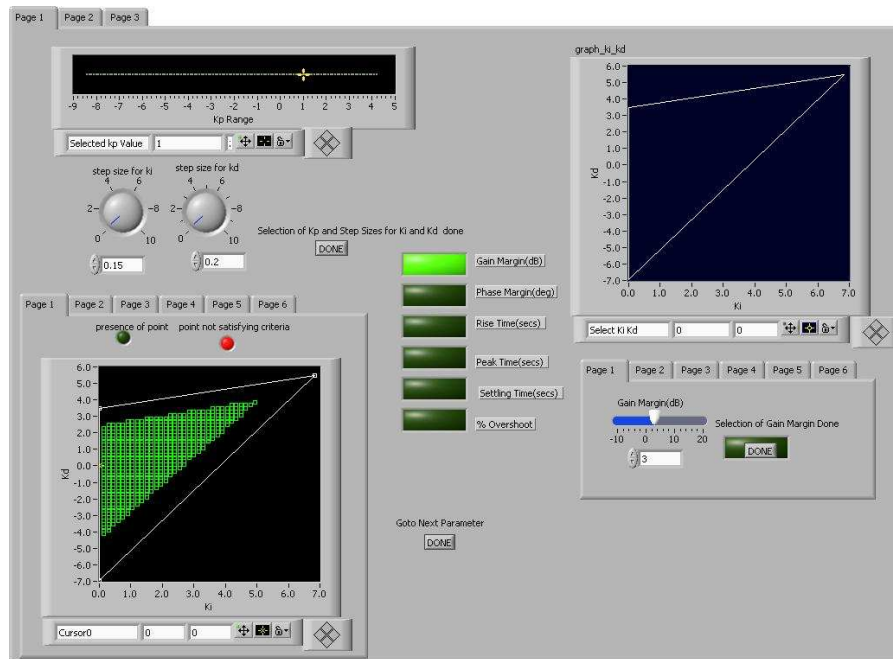 Page 1 Page 2 Page 3
-9 -8 -7 -6 -5 -4 -3 -2 -1 0 1 2 3 4 5
Kp Range
Selected kp Value 1
step size for ki
step size for kd
0 2 4 6 8 10
0 2 4 6 8 10
0.15
0.2
Selection of Kp and Step Sizes for Ki and Kd done
DONE
Gain Margin(dB)
Phase Margin(deg)
Rise Time(secs)
Peak Time(secs)
Settling Time(secs)
% Overshoot
Goto Next Parameter
DONE
Page 1 Page 2 Page 3 Page 4 Page 5 Page 6
presence of point point not satisfying criteria
6.0
5.0
4.0
3.0
2.0
1.0
0.0
-1.0
-2.0
-3.0
-4.0
-5.0
-6.0
-7.0
Kd
0.0 1.0 2.0 3.0 4.0 5.0 6.0 7.0
Ki
Cursor0 0 0
graph_ki_kd
6.0
5.0
4.0
3.0
2.0
1.0
0.0
-1.0
-2.0
-3.0
-4.0
-5.0
-6.0
-7.0
Kd
0.0 1.0 2.0 3.0 4.0 5.0 6.0 7.0
Ki
Select Ki Kd 0 0
Page 1 Page 2 Page 3 Page 4 Page 5 Page 6
Gain Margin(dB)
-10 0 10 20
3
Selection of Gain Margin Done
DONE